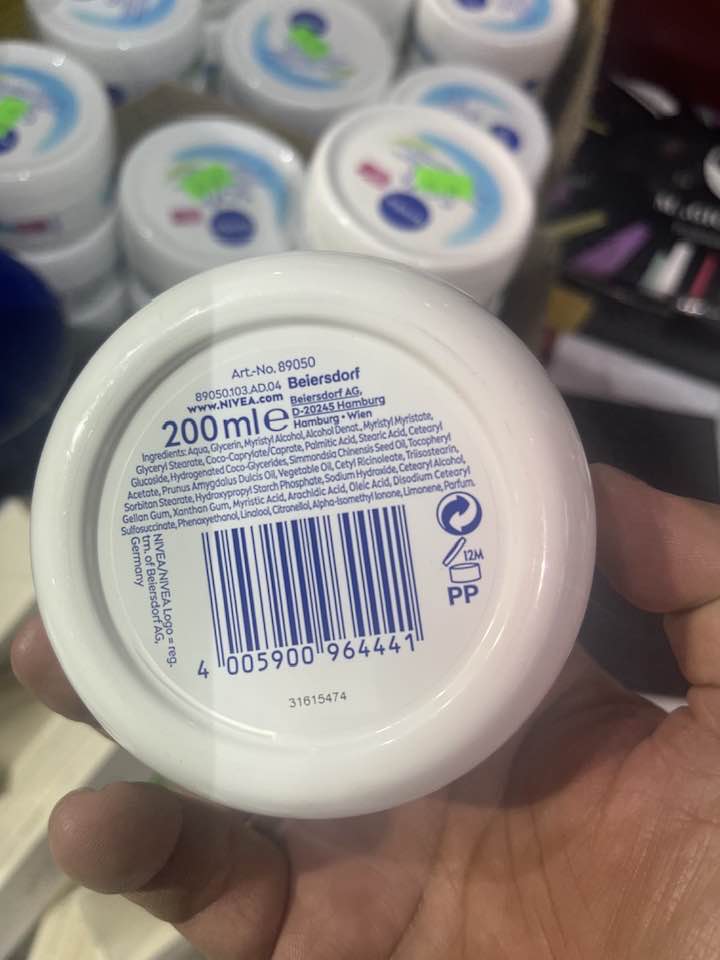 Art.-No. 89050
89050.103.AD.04 Beiersdorf
www.NIVEA.com Beiersdorf AG,
D-20245 Hamburg
200 ml e Hamburg • Wien
Ingredients: Aqua, Glycerin, Myristyl Alcohol, Alcohol Denat., Myristyl Myristate,
Glyceryl Stearate, Coco-Caprylate/Caprate, Palmitic Acid, Stearic Acid, Cetearyl
Glucoside, Hydrogenated Coco-Glycerides, Simmondsia Chinensis Seed Oil, Tocopheryl
Acetate, Prunus Amygdalus Dulcis Oil, Vegetable Oil, Cetyl Ricinoleate, Triisostearin,
Sorbitan Stearate, Hydroxypropyl Starch Phosphate, Sodium Hydroxide, Cetearyl Alcohol,
Gellan Gum, Xanthan Gum, Myristic Acid, Arachidic Acid, Oleic Acid, Disodium Cetearyl
Sulfosuccinate, Phenoxyethanol, Linalool, Citronellol, Alpha-Isomethyl Ionone, Limonene, Parfum.
NIVEA/NIVEA Logo = reg.
trm. of Beiersdorf AG,
Germany
12M
PP
4 005900 964441
31615474